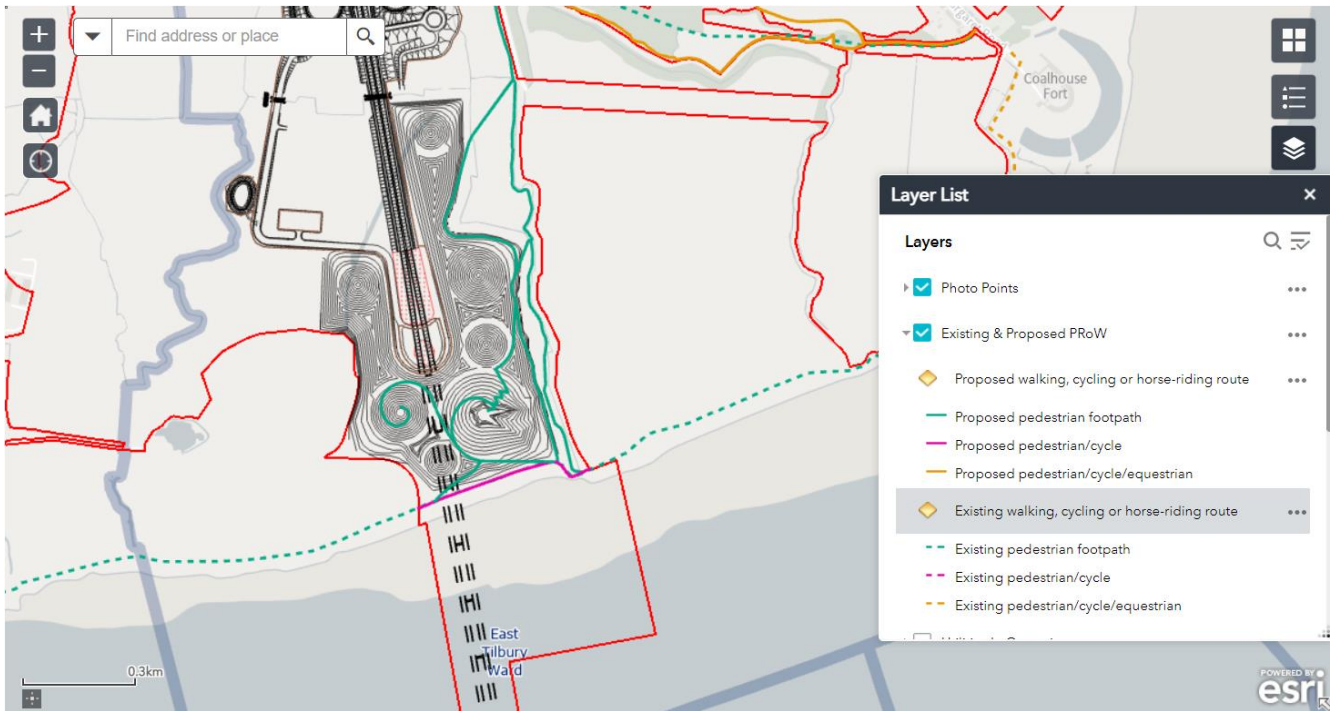 +
Find address or place
−
Coalhouse
Fort
Layer List
×
Layers
Photo Points
Existing & Proposed PRoW
Proposed walking, cycling or horse-riding route
Proposed pedestrian footpath
Proposed pedestrian/cycle
Proposed pedestrian/cycle/equestrian
Existing walking, cycling or horse-riding route
Existing pedestrian footpath
Existing pedestrian/cycle
Existing pedestrian/cycle/equestrian
East
Tilbury
Ward
0.3km
POWERED BY
esri